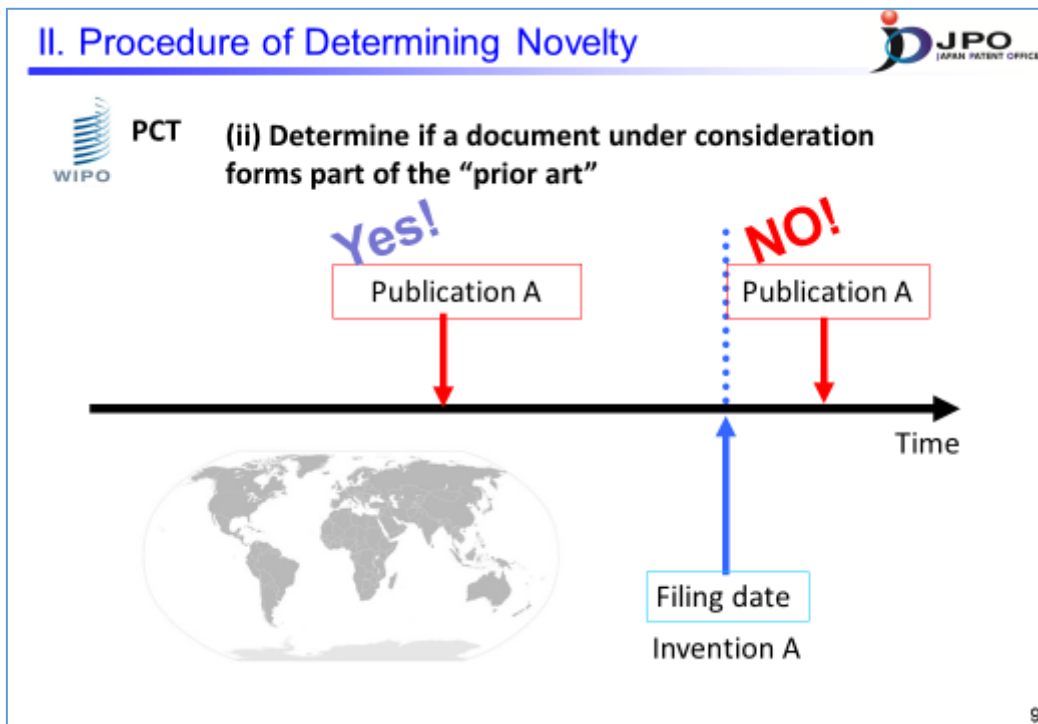 II. Procedure of Determining Novelty
JPO
JAPAN PATENT OFFICE
WIPO
PCT
(ii) Determine if a document under consideration
forms part of the “prior art”
Yes!
NO!
Publication A
Publication A
Time
Filing date
Invention A
9